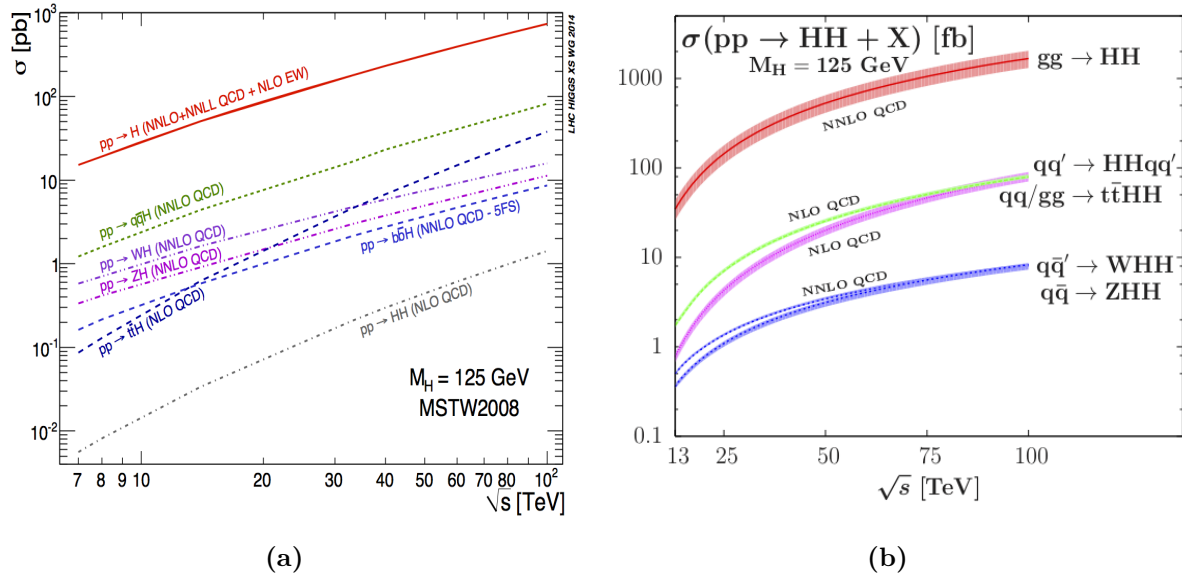 σ [pb]
10³
10²
10
1
10⁻¹
10⁻²
pp → H (NNLO+NNLL QCD + NLO EW)
pp → qq̄H (NNLO QCD)
pp → WH (NNLO QCD)
pp → ZH (NNLO QCD)
pp → tt̄H (NLO QCD)
pp → bb̄H (NNLO QCD - 5FS)
pp → HH (NLO QCD)
M_H = 125 GeV
MSTW2008
LHC HIGGS XS WG 2014
7 8 9 10 20 30 40 50 60 70 80 10²
√s [TeV]
(a)
σ(pp → HH + X) [fb]
M_H = 125 GeV
1000
100
10
1
0.1
gg → HH
NNLO QCD
qq′ → HHqq′
qq/gg → tt̄HH
NLO QCD
NLO QCD
qq̄′ → WHH
qq̄ → ZHH
NNLO QCD
13 25 50 75 100
√s [TeV]
(b)